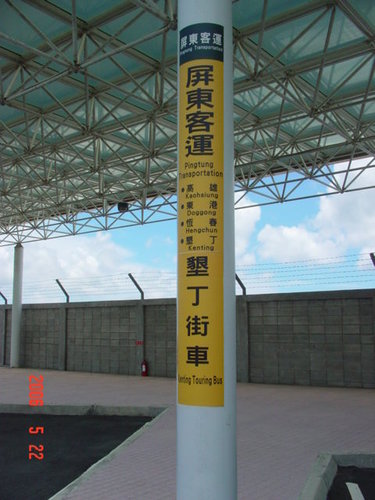 屏東客運
Pingtung Transportation
屏東客運
Pingtung
Transportation
高雄
Kaohsiung
東港
Doggong
恆春
Hengchun
墾丁
Kenting
墾丁街車
Kenting Touring Bus
2006 5 22